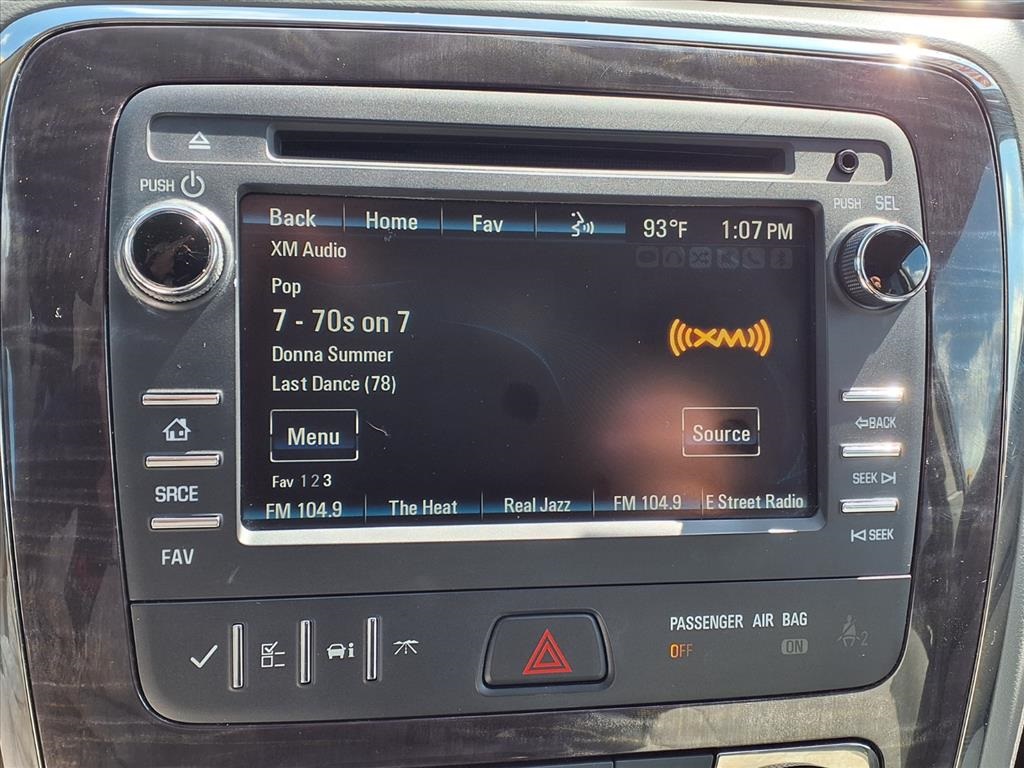 PUSH
PUSH SEL
Back Home Fav 93°F 1:07 PM
XM Audio
Pop
7 - 70s on 7
XM
Donna Summer
Last Dance (78)
Menu Source
Fav 1 2 3
FM 104.9 The Heat Real Jazz FM 104.9 E Street Radio
SRCE
FAV
BACK
SEEK
SEEK
PASSENGER AIR BAG
OFF ON 2